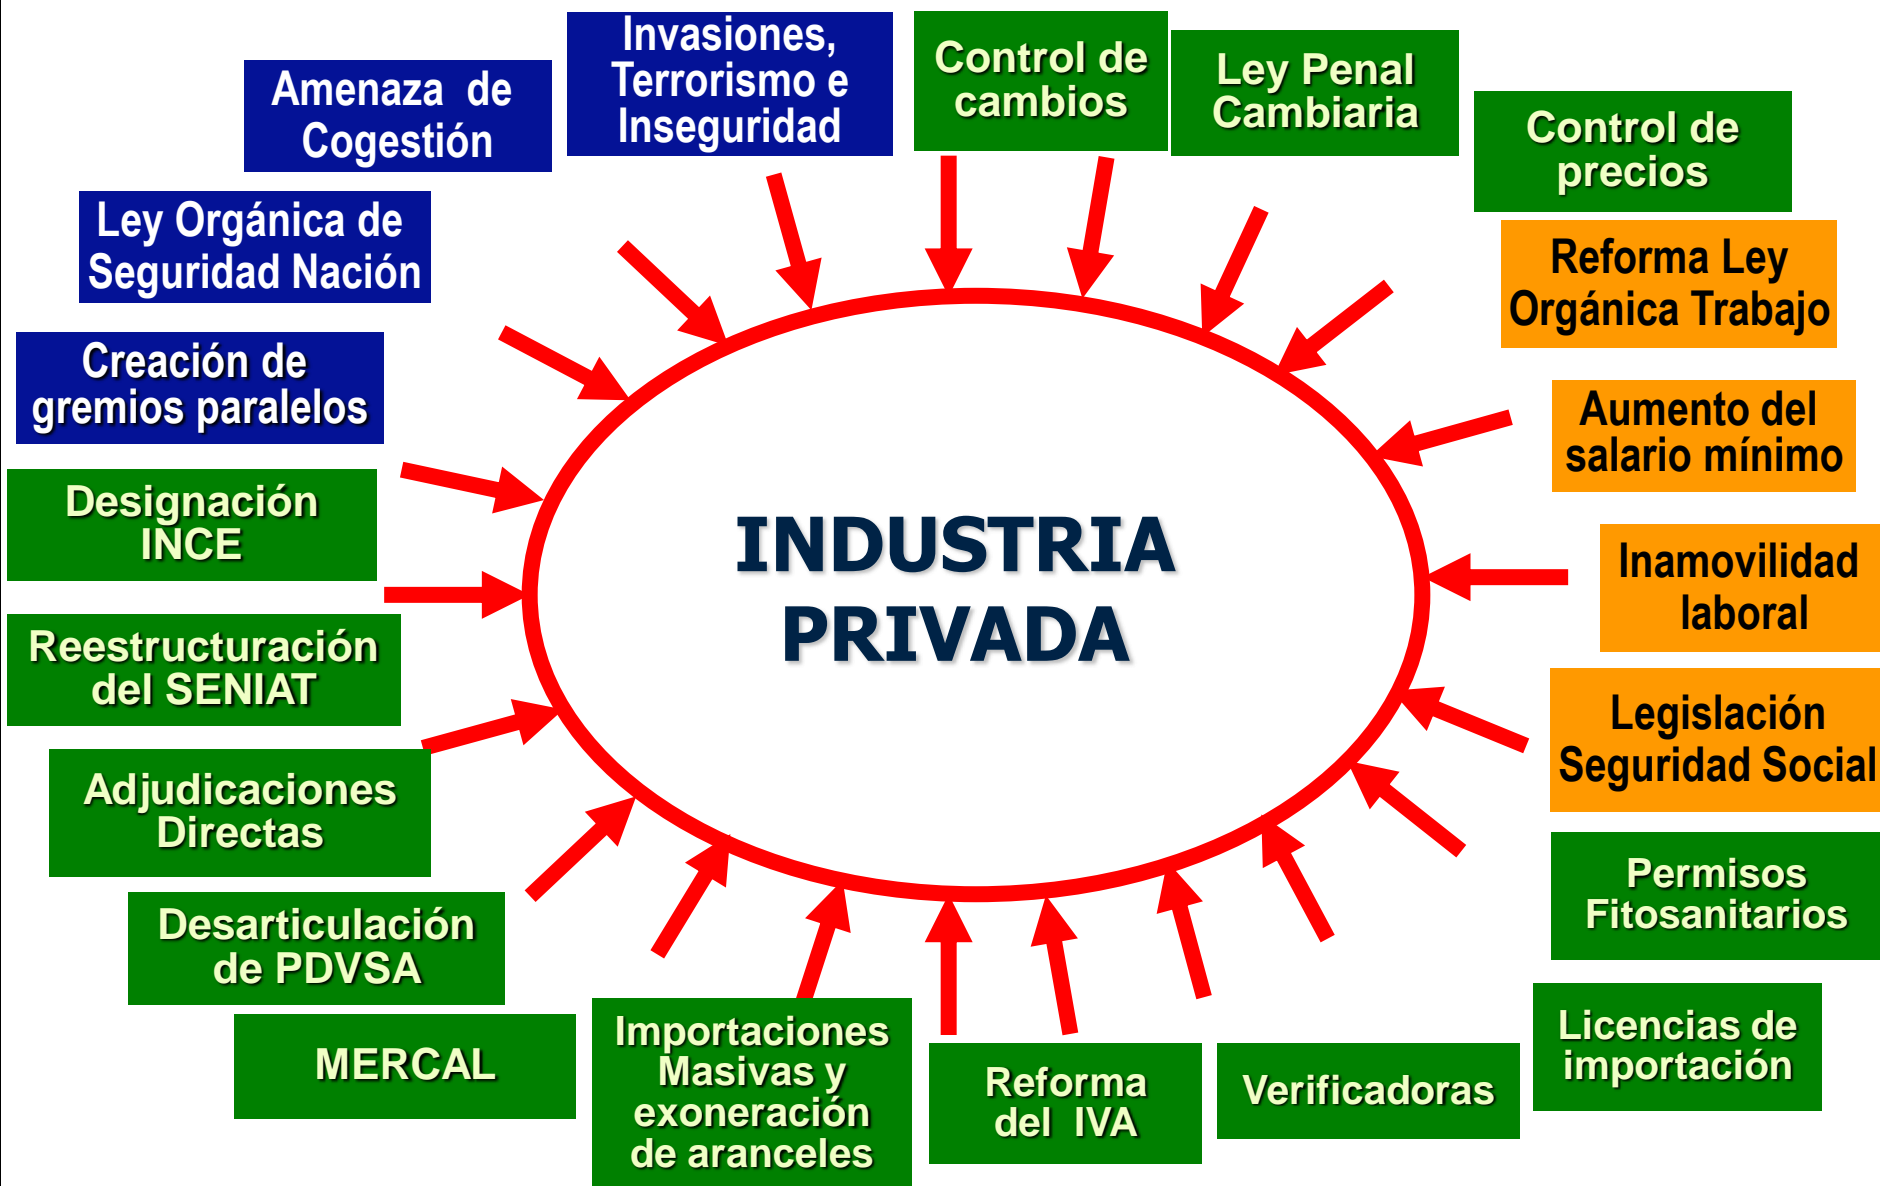 Invasiones,
Terrorismo e
Inseguridad
Control de
cambios
Ley Penal
Cambiaria
Amenaza de
Cogestión
Control de
precios
Ley Orgánica de
Seguridad Nación
Reforma Ley
Orgánica Trabajo
Creación de
gremios paralelos
Aumento del
salario mínimo
Designación
INCE
INDUSTRIA
PRIVADA
Inamovilidad
laboral
Reestructuración
del SENIAT
Legislación
Seguridad Social
Adjudicaciones
Directas
Permisos
Fitosanitarios
Desarticulación
de PDVSA
Licencias de
importación
MERCAL
Importaciones
Masivas y
exoneración
de aranceles
Reforma
del IVA
Verificadoras